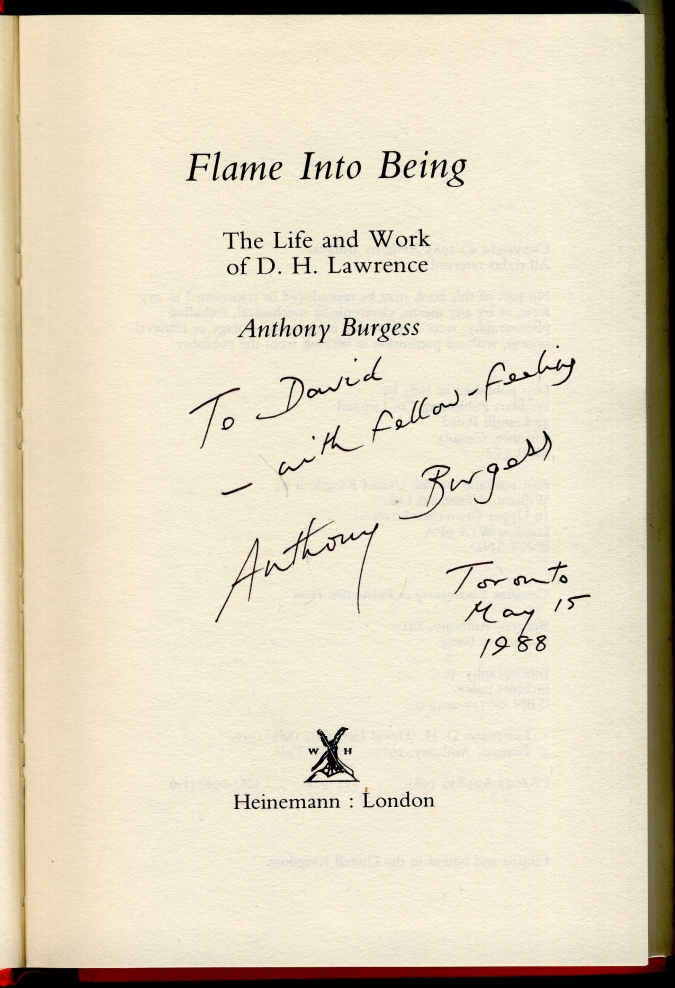 Flame Into Being
The Life and Work
of D. H. Lawrence
Anthony Burgess
To David
— with fellow-feeling
Anthony Burgess
Toronto
May 15
1988
W H
Heinemann : London